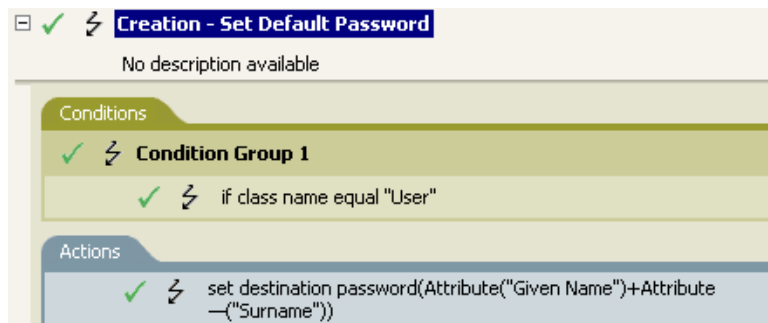 Creation - Set Default Password
No description available
Conditions
Condition Group 1
if class name equal "User"
Actions
set destination password(Attribute("Given Name")+Attribute
—("Surname"))